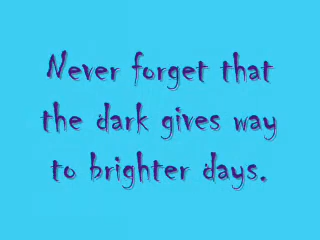 Never forget that
the dark gives way
to brighter days.